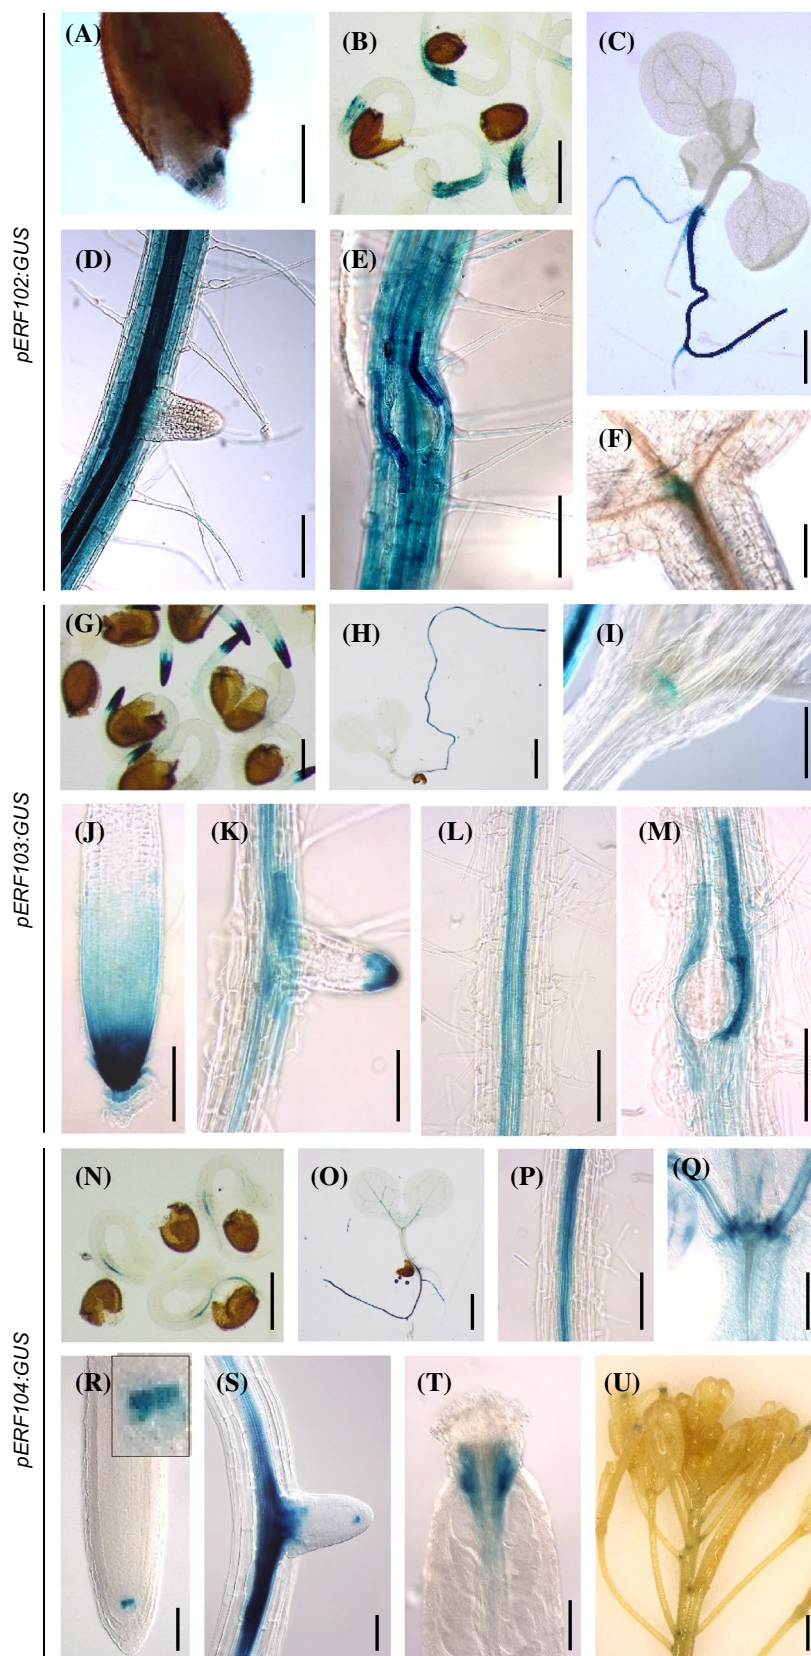 pERF102:GUS
(A)
(B)
(C)
(D)
(E)
(F)
pERF103:GUS
(G)
(H)
(I)
(J)
(K)
(L)
(M)
pERF104:GUS
(N)
(O)
(P)
(Q)
(R)
(S)
(T)
(U)